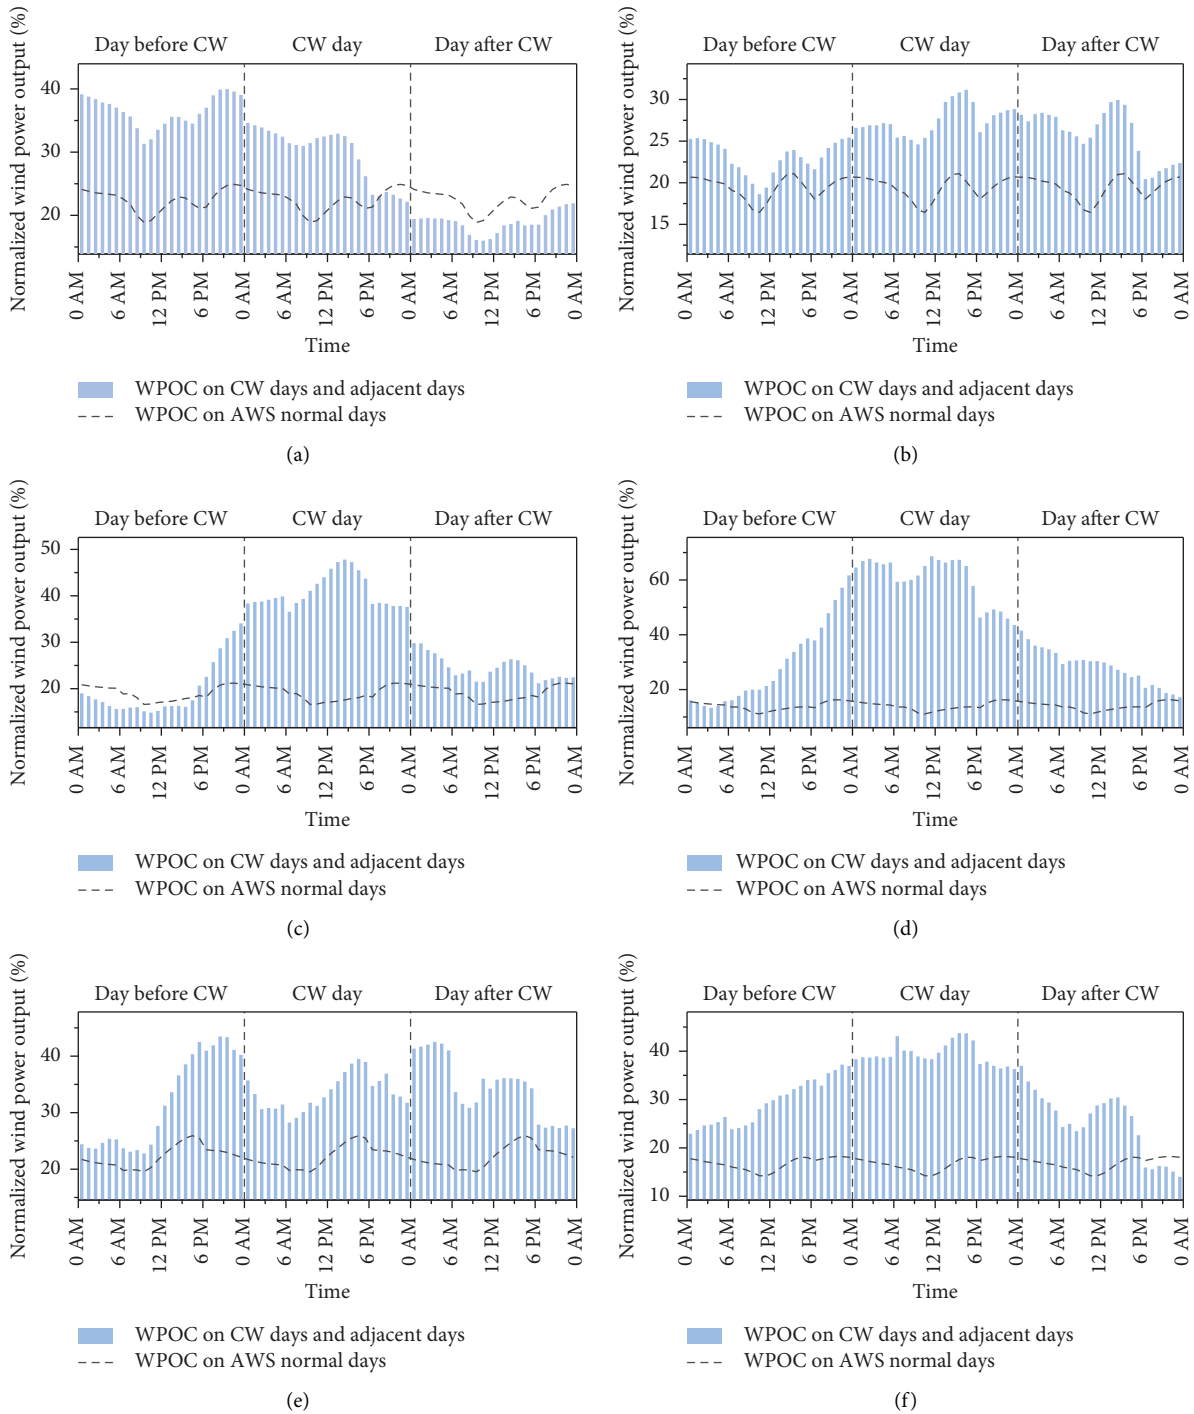 Day before CW CW day Day after CW
Normalized wind power output (%)
40
30
20
0 AM 6 AM 12 PM 6 PM 0 AM 6 AM 12 PM 6 PM 0 AM 6 AM 12 PM 6 PM 0 AM
Time
WPOC on CW days and adjacent days
WPOC on AWS normal days
(a)
Day before CW CW day Day after CW
Normalized wind power output (%)
30
25
20
15
0 AM 6 AM 12 PM 6 PM 0 AM 6 AM 12 PM 6 PM 0 AM 6 AM 12 PM 6 PM 0 AM
Time
WPOC on CW days and adjacent days
WPOC on AWS normal days
(b)
Day before CW CW day Day after CW
Normalized wind power output (%)
50
40
30
20
0 AM 6 AM 12 PM 6 PM 0 AM 6 AM 12 PM 6 PM 0 AM 6 AM 12 PM 6 PM 0 AM
Time
WPOC on CW days and adjacent days
WPOC on AWS normal days
(c)
Day before CW CW day Day after CW
Normalized wind power output (%)
60
40
20
0 AM 6 AM 12 PM 6 PM 0 AM 6 AM 12 PM 6 PM 0 AM 6 AM 12 PM 6 PM 0 AM
Time
WPOC on CW days and adjacent days
WPOC on AWS normal days
(d)
Day before CW CW day Day after CW
Normalized wind power output (%)
40
30
20
0 AM 6 AM 12 PM 6 PM 0 AM 6 AM 12 PM 6 PM 0 AM 6 AM 12 PM 6 PM 0 AM
Time
WPOC on CW days and adjacent days
WPOC on AWS normal days
(e)
Day before CW CW day Day after CW
Normalized wind power output (%)
40
30
20
10
0 AM 6 AM 12 PM 6 PM 0 AM 6 AM 12 PM 6 PM 0 AM 6 AM 12 PM 6 PM 0 AM
Time
WPOC on CW days and adjacent days
WPOC on AWS normal days
(f)